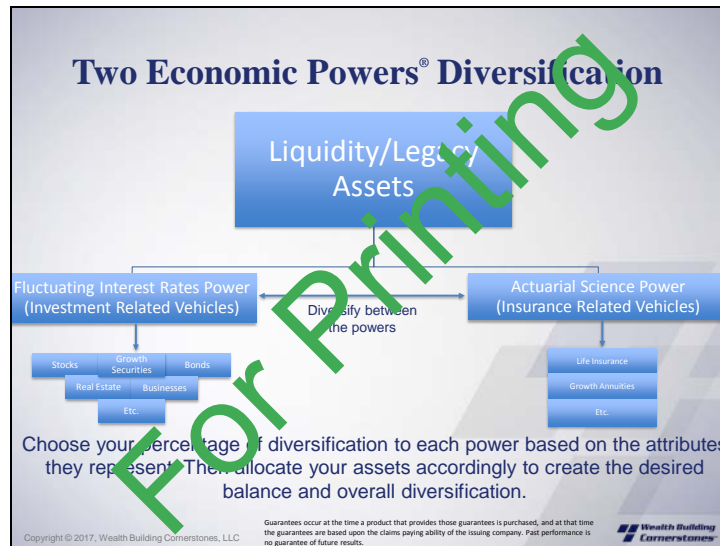 Two Economic Powers® Diversification
Liquidity/Legacy
Assets
Fluctuating Interest Rates Power
(Investment Related Vehicles)
Diversify between
the powers
Actuarial Science Power
(Insurance Related Vehicles)
Stocks
Growth
Securities
Bonds
Real Estate
Businesses
Etc.
Life Insurance
Growth Annuities
Etc.
For Printing
Choose your percentage of diversification to each power based on the attributes
they represent. Then allocate your assets accordingly to create the desired
balance and overall diversification.
Copyright © 2017, Wealth Building Cornerstones, LLC
Guarantees occur at the time a product that provides those guarantees is purchased, and at that time
the guarantees are based upon the claims paying ability of the issuing company. Past performance is
no guarantee of future results.
Wealth Building
Cornerstones